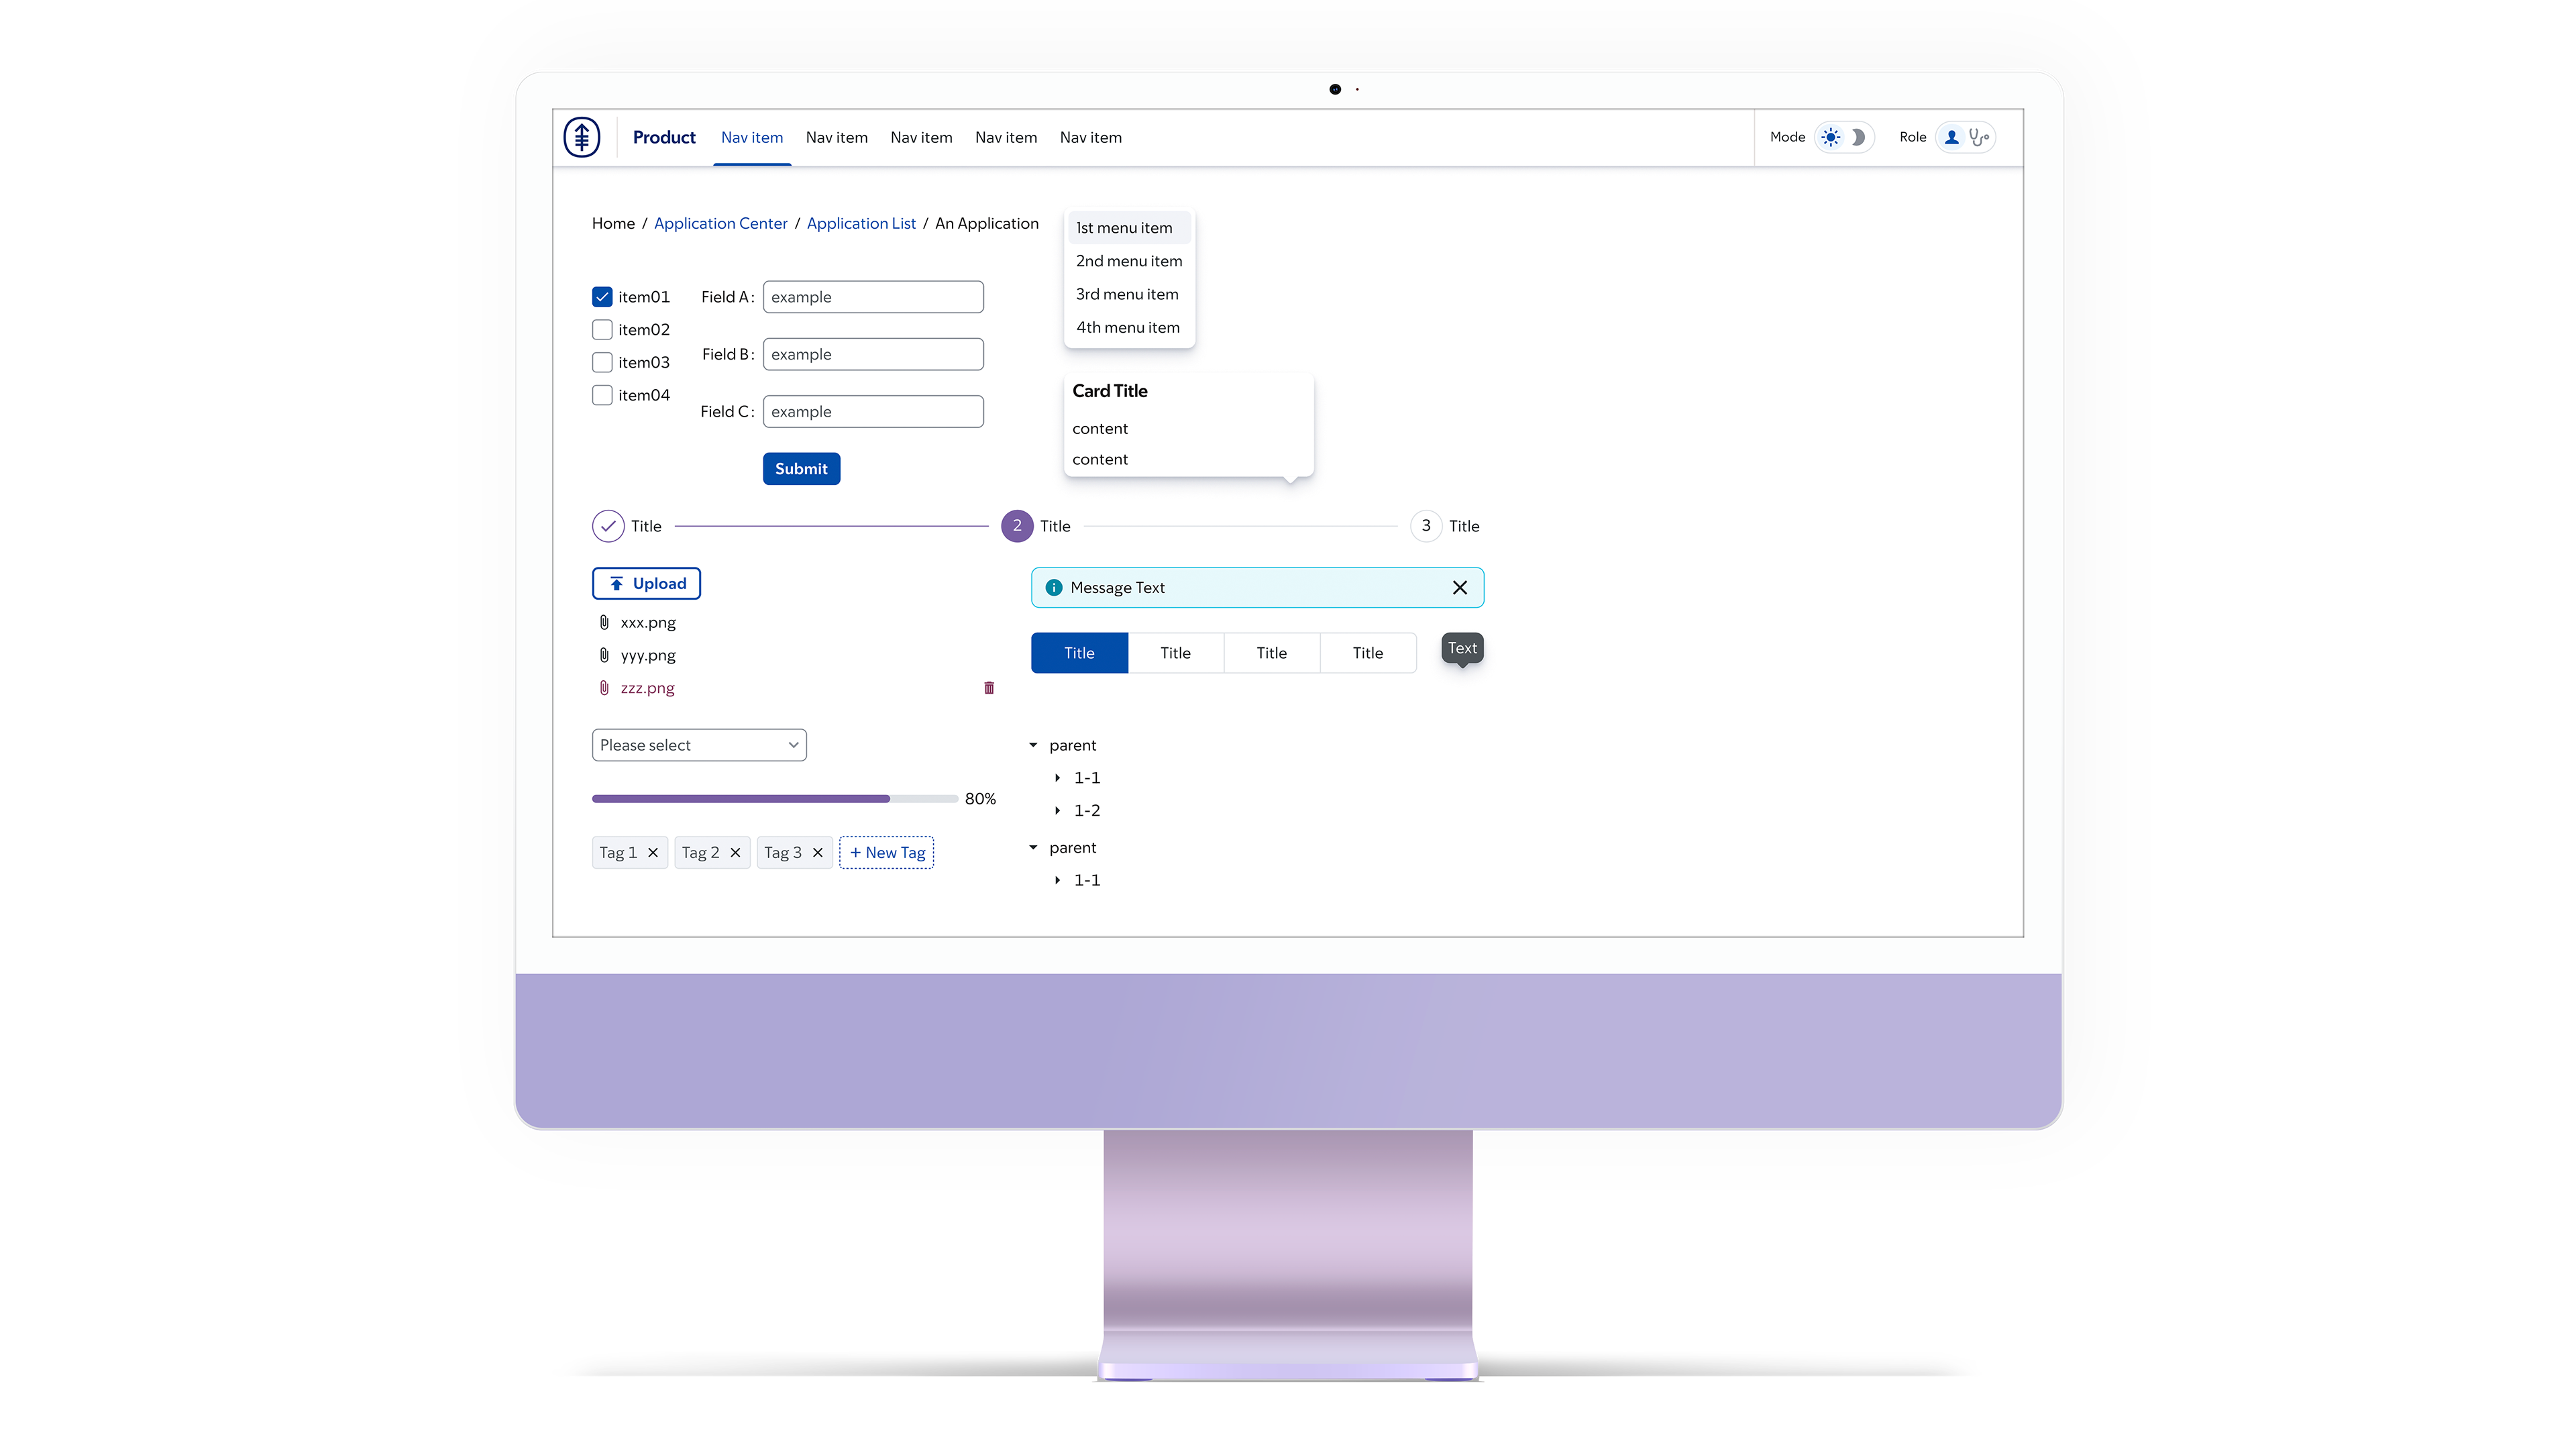 Product Nav item Nav item Nav item Nav item Nav item Mode Role
Home / Application Center / Application List / An Application
1st menu item
2nd menu item
3rd menu item
4th menu item
item01
item02
item03
item04
Field A: example
Field B: example
Field C: example
Submit
Card Title
content
content
Title 2 Title 3 Title
Upload
xxx.png
yyy.png
zzz.png
Message Text
Title Title Title Title
Text
Please select
80%
Tag 1 Tag 2 Tag 3 + New Tag
parent
1-1
1-2
parent
1-1